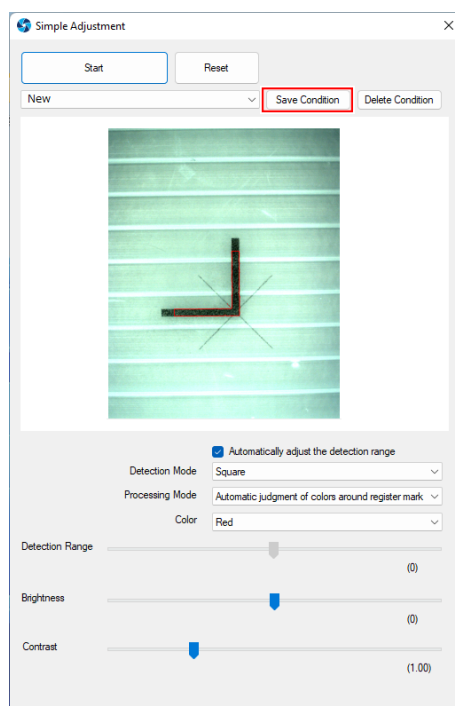 Simple Adjustment
Start Reset
New Save Condition Delete Condition
Automatically adjust the detection range
Detection Mode Square
Processing Mode Automatic judgment of colors around register mark
Color Red
Detection Range
(0)
Brightness
(0)
Contrast
(1.00)